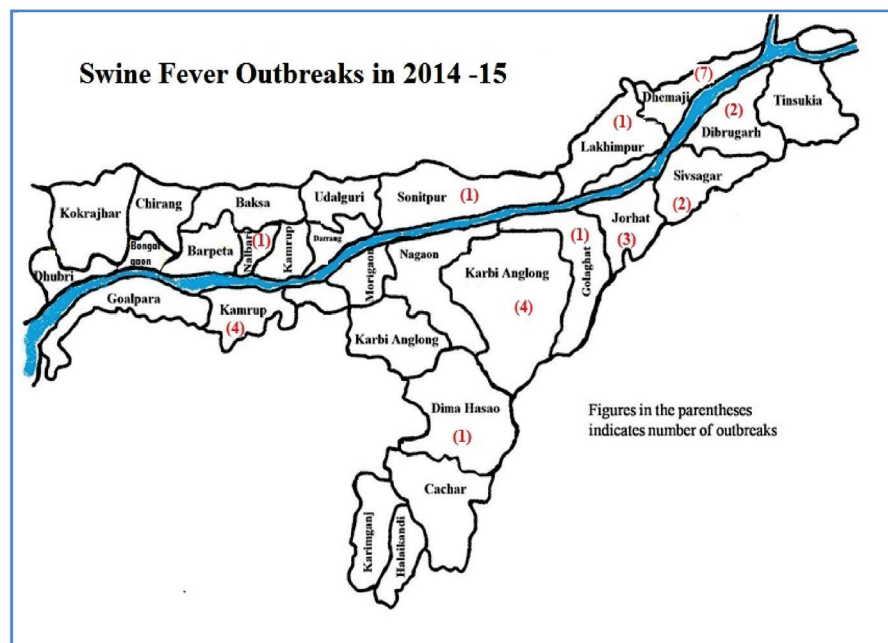 Swine Fever Outbreaks in 2014 -15
(7)
Dhemaji
(2)
Dibrugarh
Tinsukia
(1)
Lakhimpur
Sivsagar
(2)
Jorhat
(3)
Kokrajhar
Chirang
Baksa
Udalguri
Sonitpur
(1)
Bongai
gaon
Barpeta
Nalbari
(1)
Kamrup
Darrang
Morigaon
Nagaon
Karbi Anglong
(4)
(1)
Golaghat
Dhubri
Goalpara
Kamrup
(4)
Karbi Anglong
Dima Hasao
(1)
Figures in the parentheses
indicates number of outbreaks
Cachar
Karimganj
Halaikandi